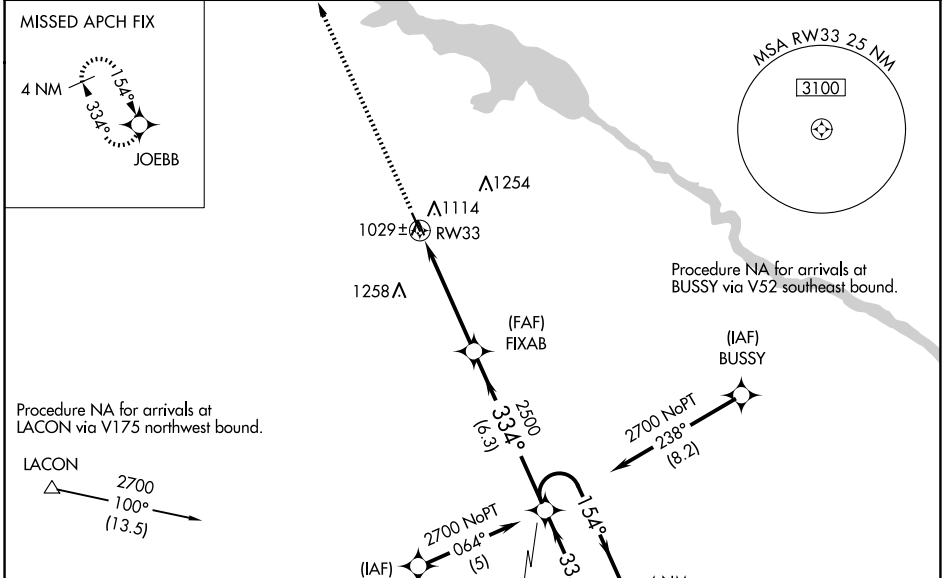 MISSED APCH FIX
4 NM
154°
334°
JOEBB
MSA RW33 25 NM
3100
1254
1114
1029±
RW33
1258
Procedure NA for arrivals at
BUSSY via V52 southeast bound.
(FAF)
FIXAB
(IAF)
BUSSY
2500
334°
(6.3)
2700 NoPT
238°
(8.2)
Procedure NA for arrivals at
LACON via V175 northwest bound.
LACON
2700
100°
(13.5)
2700 NoPT
064°
(5)
(IAF)
154°
33